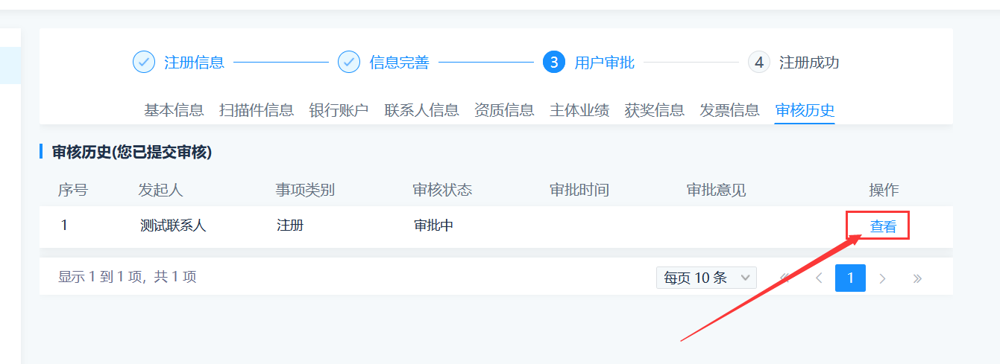 注册信息 信息完善 3 用户审批 4 注册成功
基本信息 扫描件信息 银行账户 联系人信息 资质信息 主体业绩 获奖信息 发票信息 审核历史
审核历史(您已提交审核)
序号 发起人 事项类别 审核状态 审批时间 审批意见 操作
1 测试联系人 注册 审批中 查看
显示 1 到 1 项，共 1 项 每页 10 条 « ‹ 1 › »